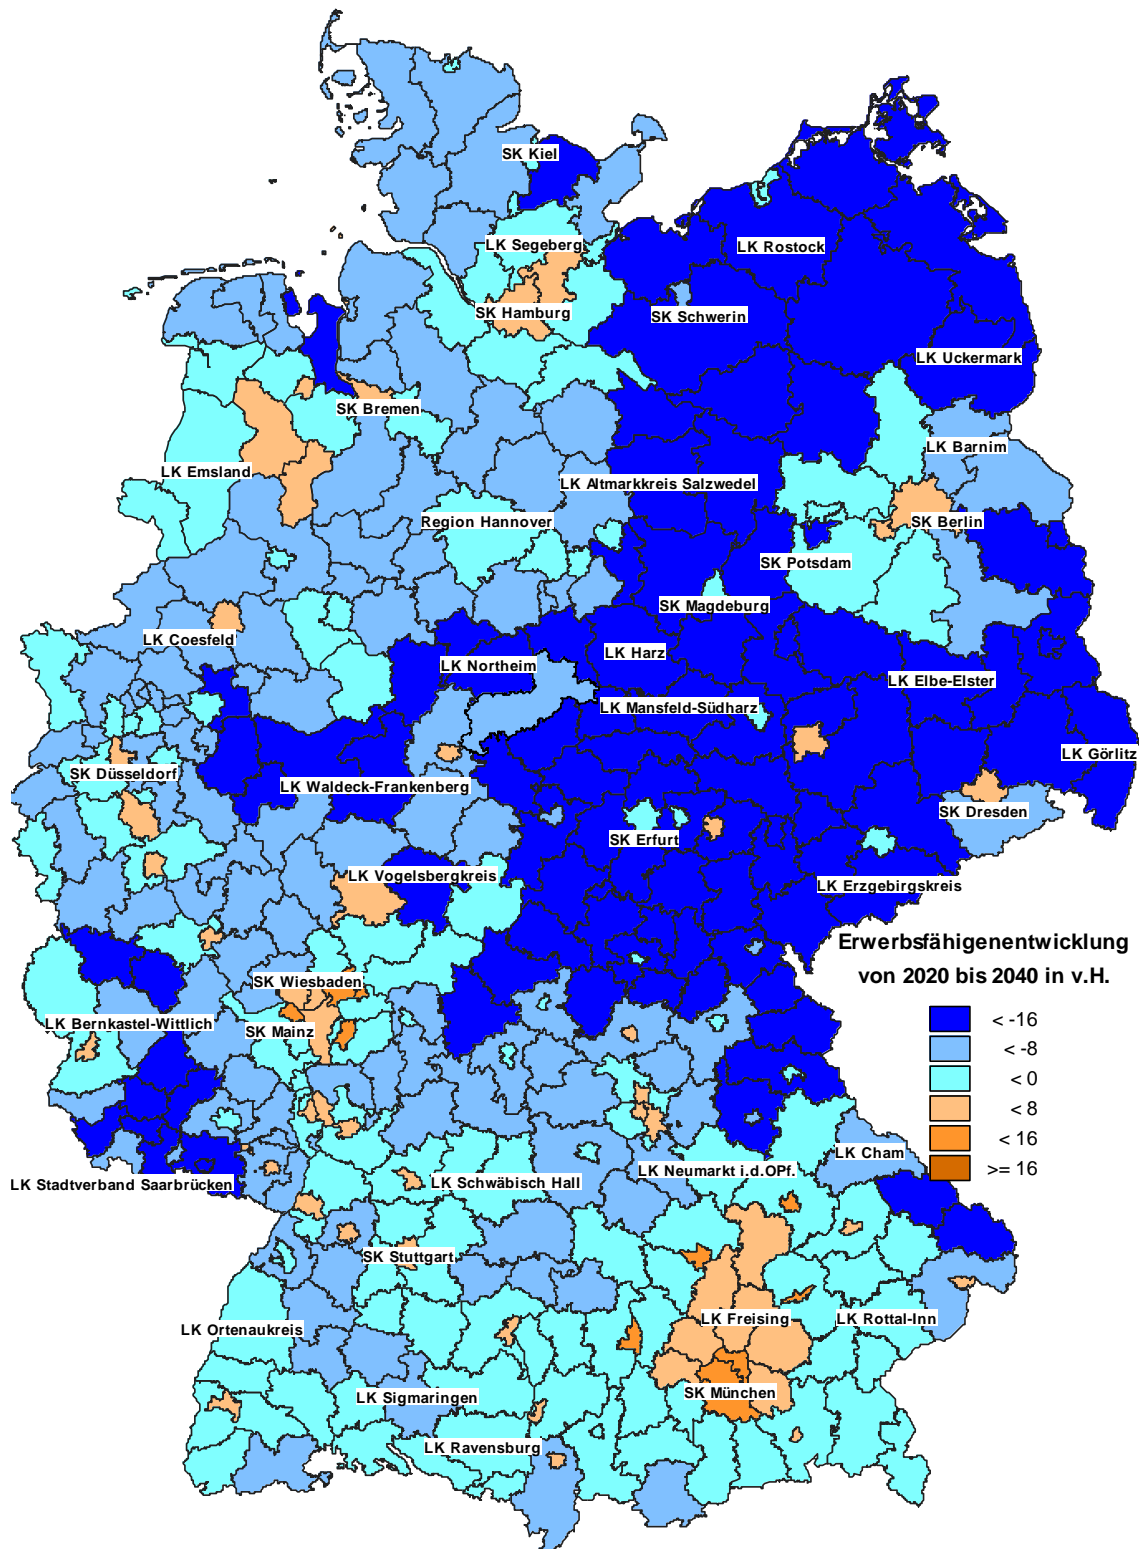 SK Kiel
LK Segeberg
LK Rostock
SK Hamburg
SK Schwerin
LK Uckermark
SK Bremen
LK Barnim
LK Emsland
LK Altmarkkreis Salzwedel
Region Hannover
SK Berlin
SK Potsdam
SK Magdeburg
LK Coesfeld
LK Northeim
LK Harz
LK Elbe-Elster
LK Mansfeld-Südharz
LK Görlitz
SK Düsseldorf
LK Waldeck-Frankenberg
SK Dresden
SK Erfurt
LK Vogelsbergkreis
LK Erzgebirgskreis
Erwerbsfähigenentwicklung
von 2020 bis 2040 in v.H.
< -16
< -8
< 0
< 8
< 16
>= 16
SK Wiesbaden
LK Bernkastel-Wittlich
SK Mainz
LK Cham
LK Neumarkt i.d.OPf.
LK Stadtverband Saarbrücken
LK Schwäbisch Hall
SK Stuttgart
LK Freising
LK Rottal-Inn
LK Ortenaukreis
SK München
LK Sigmaringen
LK Ravensburg